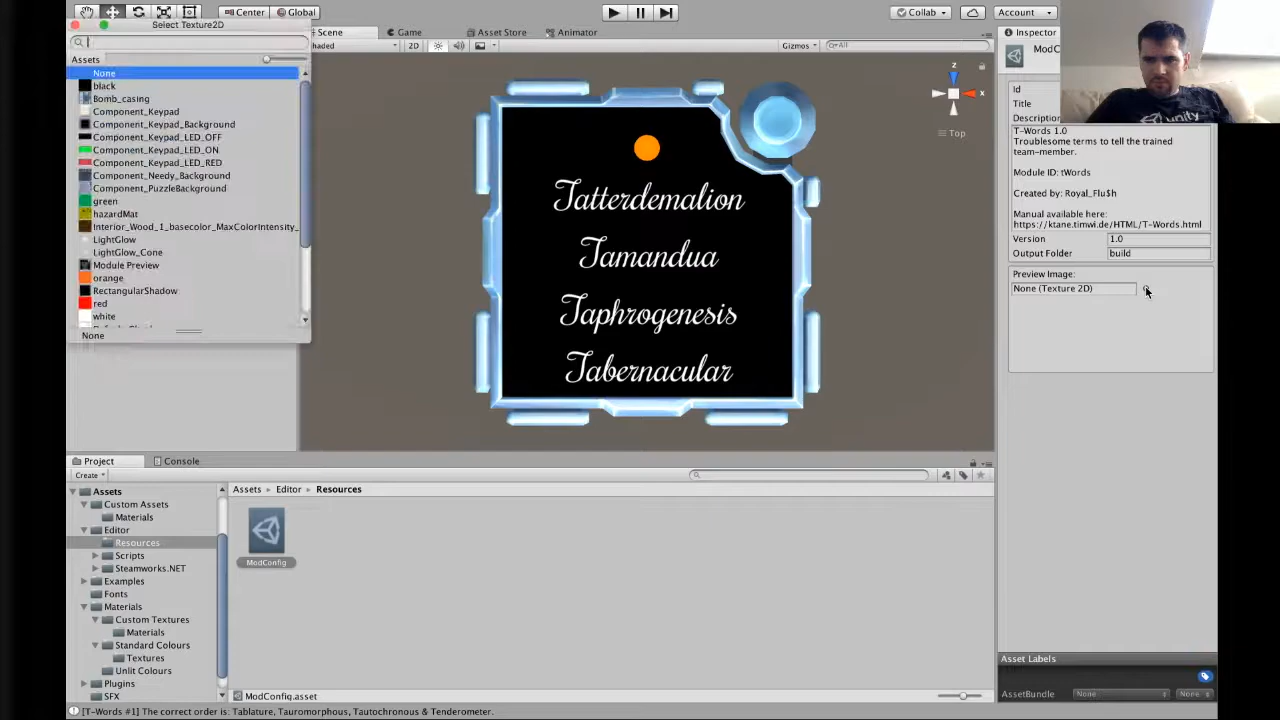 Select Texture2D
Center
Global
Collab
Account
Scene
Game
Asset Store
Animator
Inspector
haded
2D
Gizmos
All
Assets
None
black
Bomb_casing
Component_Keypad
Component_Keypad_Background
Component_Keypad_LED_OFF
Component_Keypad_LED_ON
Component_Keypad_LED_RED
Component_Needy_Background
Component_PuzzleBackground
green
hazardMat
Interior_Wood_1_basecolor_MaxColorIntensity_
LightGlow
LightGlow_Cone
Module Preview
orange
RectangularShadow
red
white
None
z
x
Top
Tatterdemalion
Tamandua
Taphrogenesis
Tabernacular
unity
ModC
Id
Title
Description
T-Words 1.0
Troublesome terms to tell the trained
team-member.
Module ID: tWords
Created by: Royal_Flu$h
Manual available here:
https://ktane.timwi.de/HTML/T-Words.html
Version 1.0
Output Folder build
Preview Image:
None (Texture 2D)
Project
Console
Create
Assets
Custom Assets
Materials
Editor
Resources
Scripts
Steamworks.NET
Examples
Fonts
Materials
Custom Textures
Materials
Standard Colours
Textures
Unlit Colours
Plugins
SFX
Assets Editor Resources
ModConfig
ModConfig.asset
Asset Labels
AssetBundle None None
[T-Words #1] The correct order is: Tablature, Tauromorphous, Tautochronous & Tenderometer.